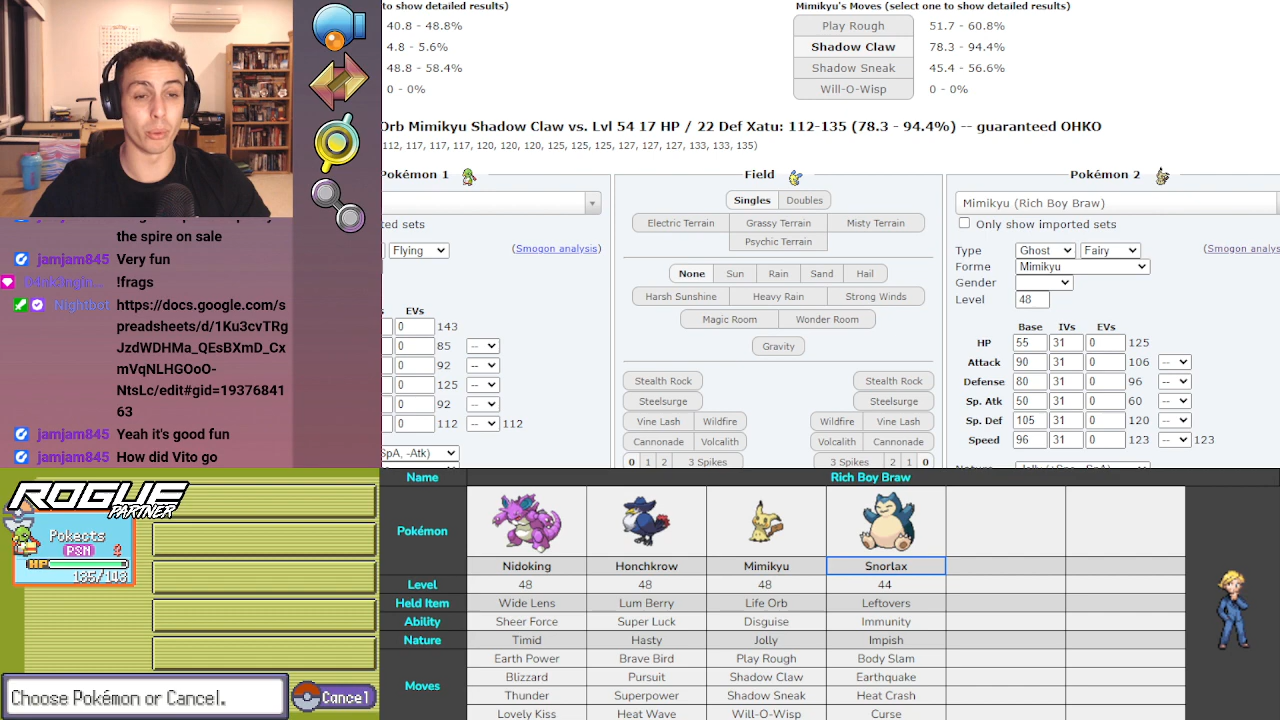 to show detailed results)
40.8 - 48.8%
4.8 - 5.6%
48.8 - 58.4%
0 - 0%
Mimikyu's Moves (select one to show detailed results)
Play Rough 51.7 - 60.8%
Shadow Claw 78.3 - 94.4%
Shadow Sneak 45.4 - 56.6%
Will-O-Wisp 0 - 0%
Orb Mimikyu Shadow Claw vs. Lvl 54 17 HP / 22 Def Xatu: 112-135 (78.3 - 94.4%) -- guaranteed OHKO
112, 117, 117, 117, 120, 120, 120, 125, 125, 125, 127, 127, 127, 133, 133, 135)
Pokémon 1
ted sets
Flying
(Smogon analysis)
EVs
0 143
0 85 --
0 92 --
0 125 --
0 92 --
0 112 -- 112
SpA, -Atk)
Field
Singles Doubles
Electric Terrain Grassy Terrain Misty Terrain
Psychic Terrain
None Sun Rain Sand Hail
Harsh Sunshine Heavy Rain Strong Winds
Magic Room Wonder Room
Gravity
Stealth Rock Stealth Rock
Steelsurge Steelsurge
Vine Lash Wildfire Wildfire Vine Lash
Cannonade Volcalith Volcalith Cannonade
0 1 2 3 Spikes 3 Spikes 2 1 0
Pokémon 2
Mimikyu (Rich Boy Braw)
Only show imported sets
Type Ghost Fairy
(Smogon analys
Forme Mimikyu
Gender
Level 48
Base IVs EVs
HP 55 31 0 125
Attack 90 31 0 106 --
Defense 80 31 0 96 --
Sp. Atk 50 31 0 60 --
Sp. Def 105 31 0 120 --
Speed 96 31 0 123 -- 123
the spire on sale
jamjam845 Very fun
!frags
Nightbot https://docs.google.com/s
preadsheets/d/1Ku3cvTRg
JzdWDHMa_QEsBXmD_Cx
mVqNLHGOoO-
NtsLc/edit#gid=19376841
63
jamjam845 Yeah it's good fun
jamjam845 How did Vito go
ROGUE
PARTNER
Pokeots
PSN
HP
Choose Pokémon or Cancel.
Cancel
Name Rich Boy Braw
Pokémon
Nidoking Honchkrow Mimikyu Snorlax
Level 48 48 48 44
Held Item Wide Lens Lum Berry Life Orb Leftovers
Ability Sheer Force Super Luck Disguise Immunity
Nature Timid Hasty Jolly Impish
Moves
Earth Power Brave Bird Play Rough Body Slam
Blizzard Pursuit Shadow Claw Earthquake
Thunder Superpower Shadow Sneak Heat Crash
Lovely Kiss Heat Wave Will-O-Wisp Curse